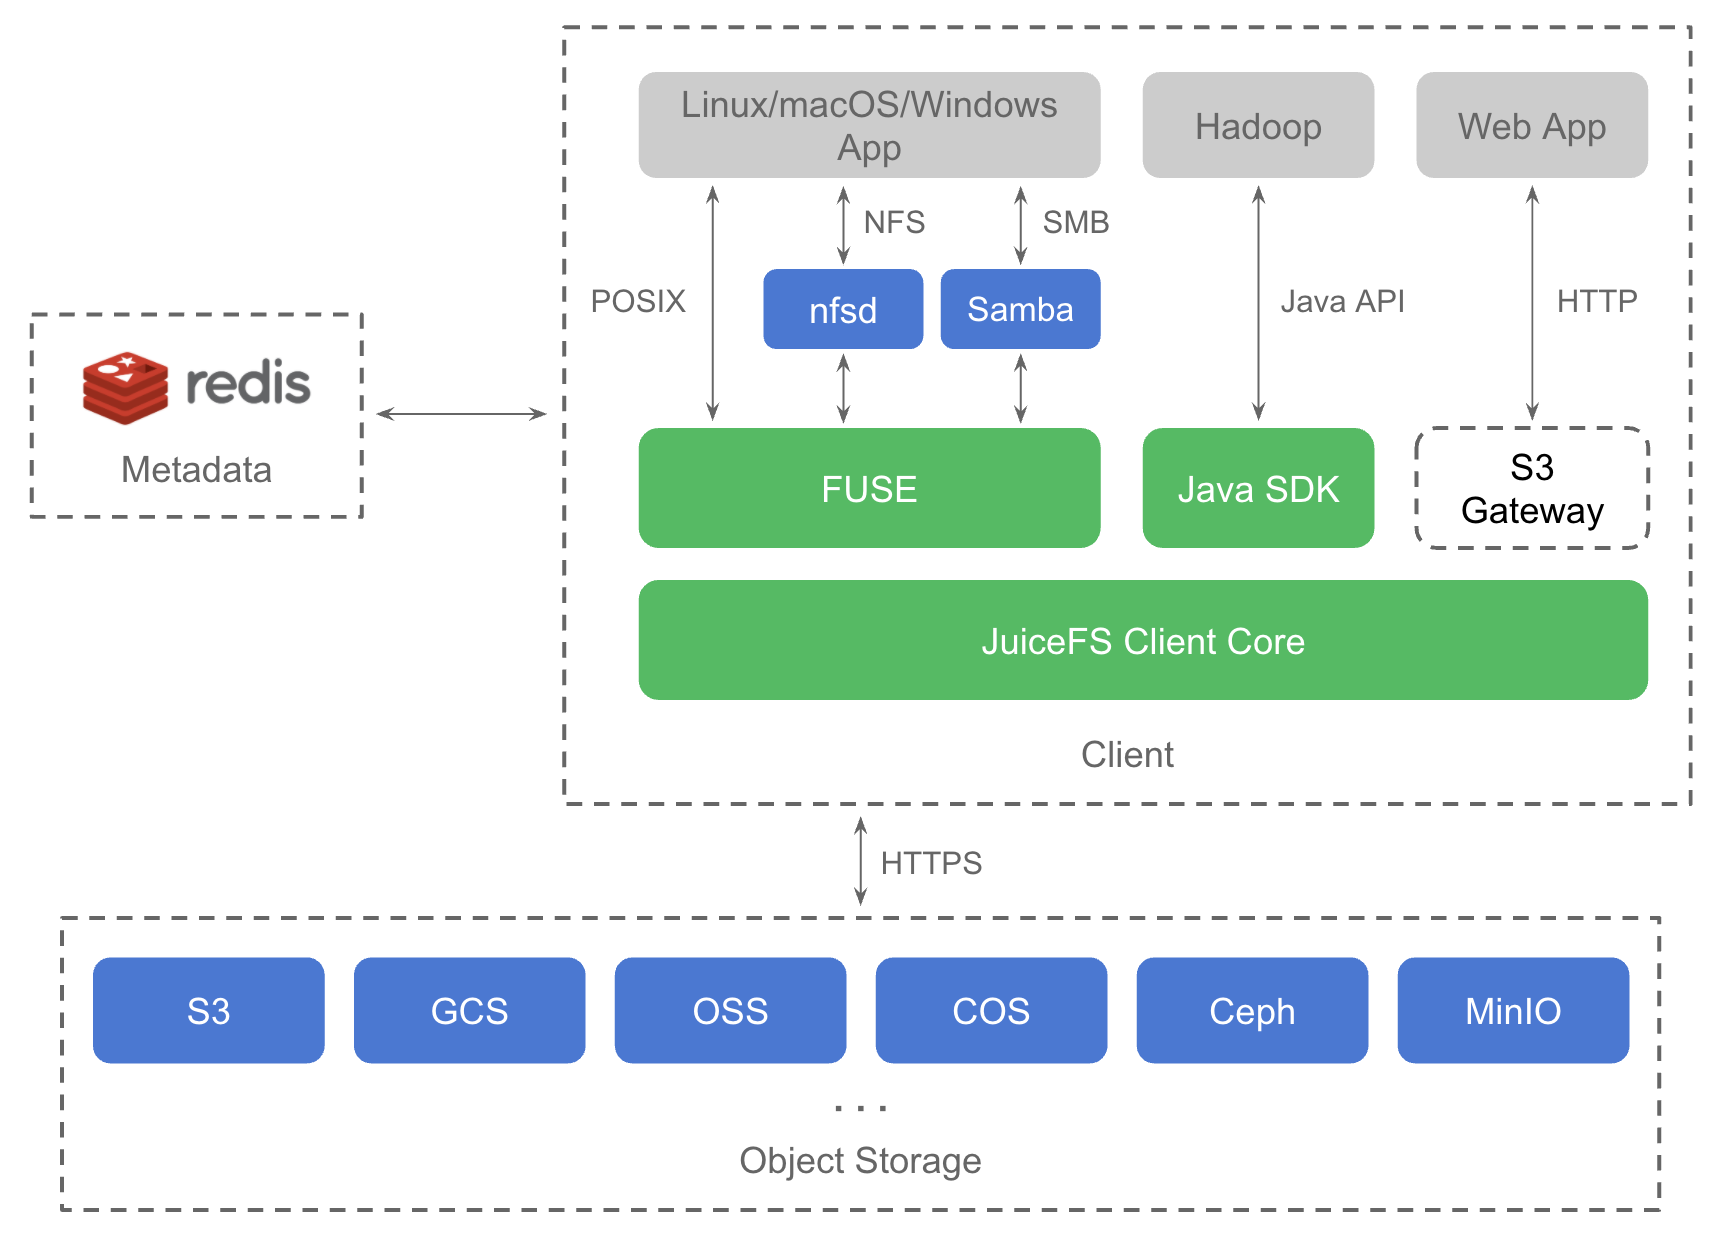 Linux/macOS/Windows
App
Hadoop
Web App
NFS
SMB
POSIX
nfsd
Samba
Java API
HTTP
redis
Metadata
FUSE
Java SDK
S3
Gateway
JuiceFS Client Core
Client
HTTPS
S3
GCS
OSS
COS
Ceph
MinIO
...
Object Storage